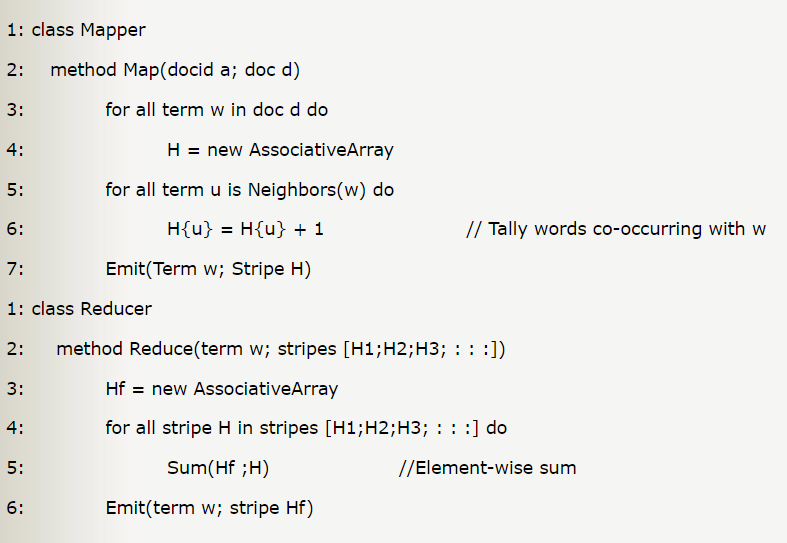 1: class Mapper
2: method Map(docid a; doc d)
3: for all term w in doc d do
4: H = new AssociativeArray
5: for all term u is Neighbors(w) do
6: H{u} = H{u} + 1 // Tally words co-occurring with w
7: Emit(Term w; Stripe H)
1: class Reducer
2: method Reduce(term w; stripes [H1;H2;H3; : : :])
3: Hf = new AssociativeArray
4: for all stripe H in stripes [H1;H2;H3; : : :] do
5: Sum(Hf ;H) //Element-wise sum
6: Emit(term w; stripe Hf)